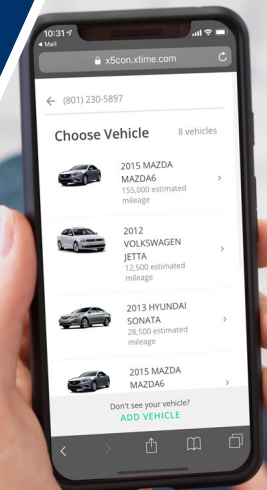 10:31
Mail
x5con.xtime.com
(801) 230-5897
Choose Vehicle
8 vehicles
2015 MAZDA
MAZDA6
155,000 estimated
mileage
2012
VOLKSWAGEN
JETTA
12,500 estimated
mileage
2013 HYUNDAI
SONATA
28,500 estimated
mileage
2015 MAZDA
MAZDA6
Don't see your vehicle?
ADD VEHICLE